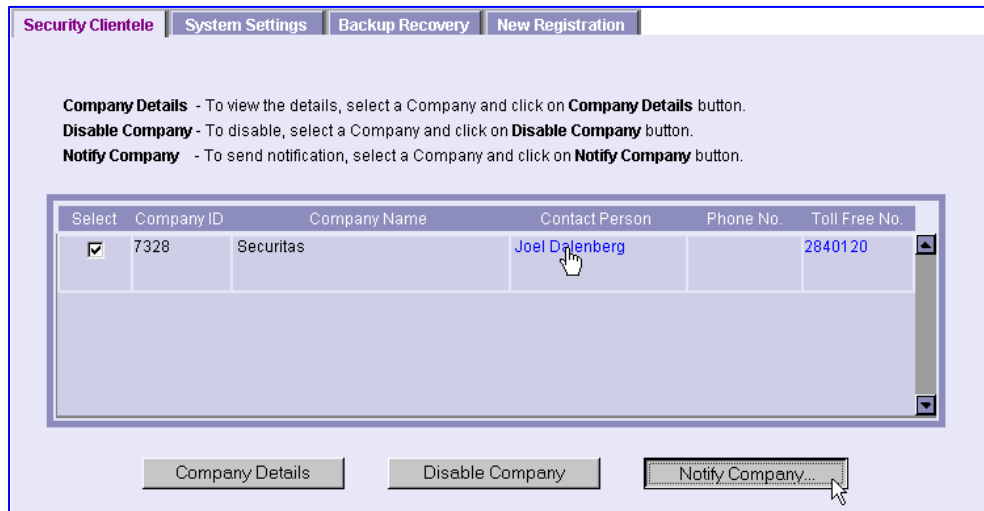 Security Clientele System Settings Backup Recovery New Registration
Company Details - To view the details, select a Company and click on Company Details button.
Disable Company - To disable, select a Company and click on Disable Company button.
Notify Company - To send notification, select a Company and click on Notify Company button.
Select Company ID Company Name Contact Person Phone No. Toll Free No.
7328 Securitas Joel Dalenberg 2840120
Company Details Disable Company Notify Company...